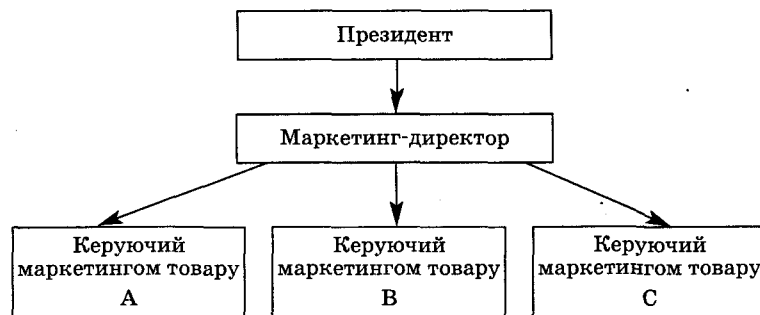 Президент
Маркетинг-директор
Керуючий
маркетингом товару
А
Керуючий
маркетингом товару
В
Керуючий
маркетингом товару
С